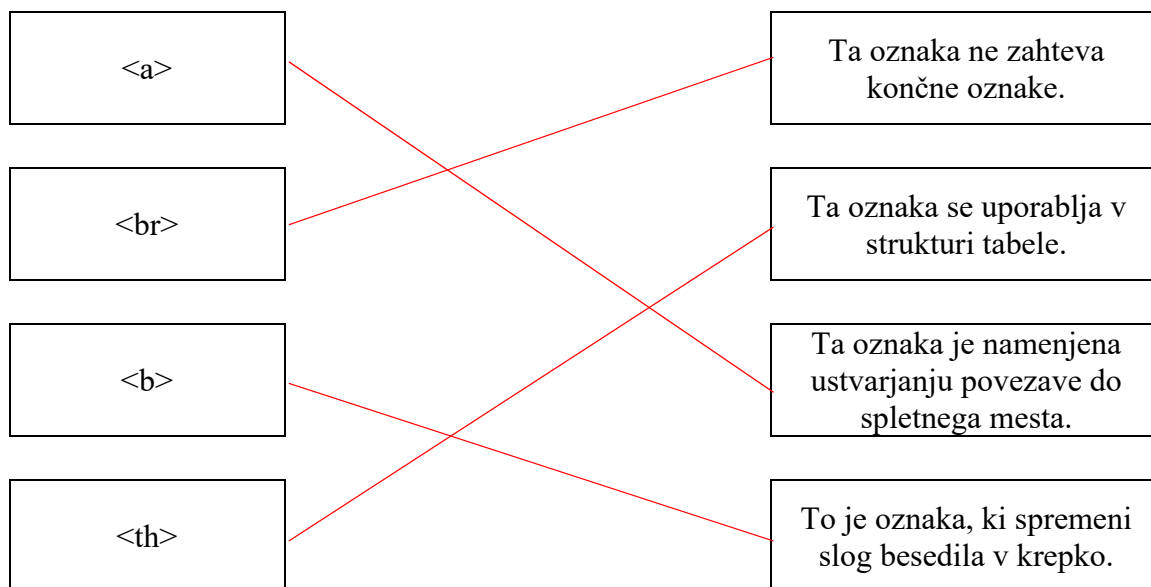 <a>
Ta oznaka ne zahteva
končne oznake.
<br>
Ta oznaka se uporablja v
strukturi tabele.
<b>
Ta oznaka je namenjena
ustvarjanju povezave do
spletnega mesta.
<th>
To je oznaka, ki spremeni
slog besedila v krepko.